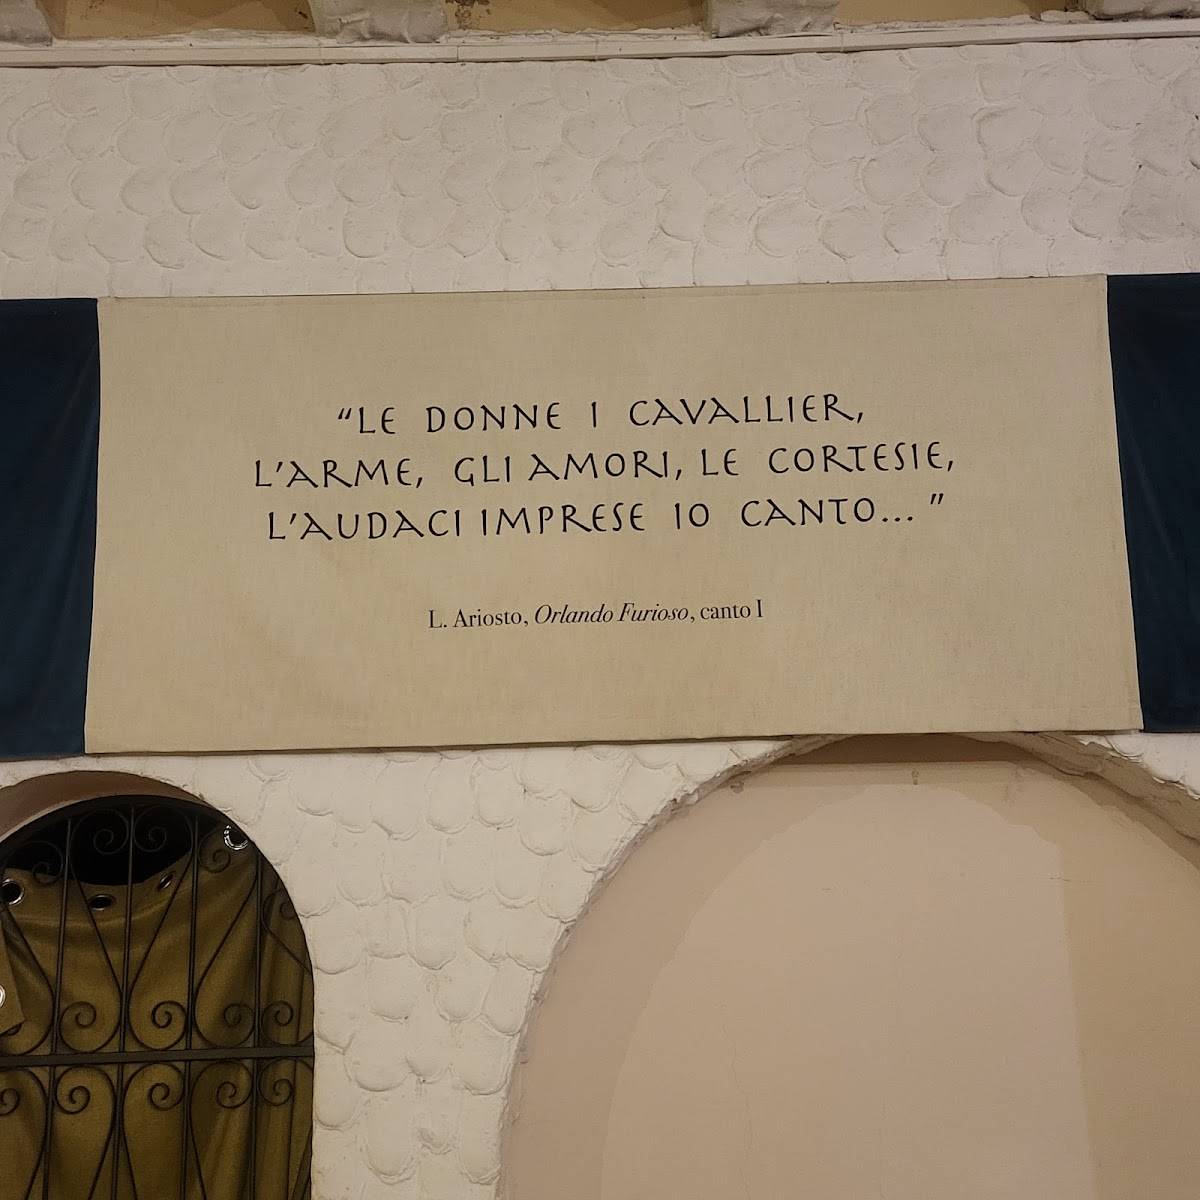 “LE DONNE I CAVALLIER,
L’ARME, GLI AMORI, LE CORTESIE,
L’AUDACI IMPRESE IO CANTO... ”
L. Ariosto, Orlando Furioso, canto I